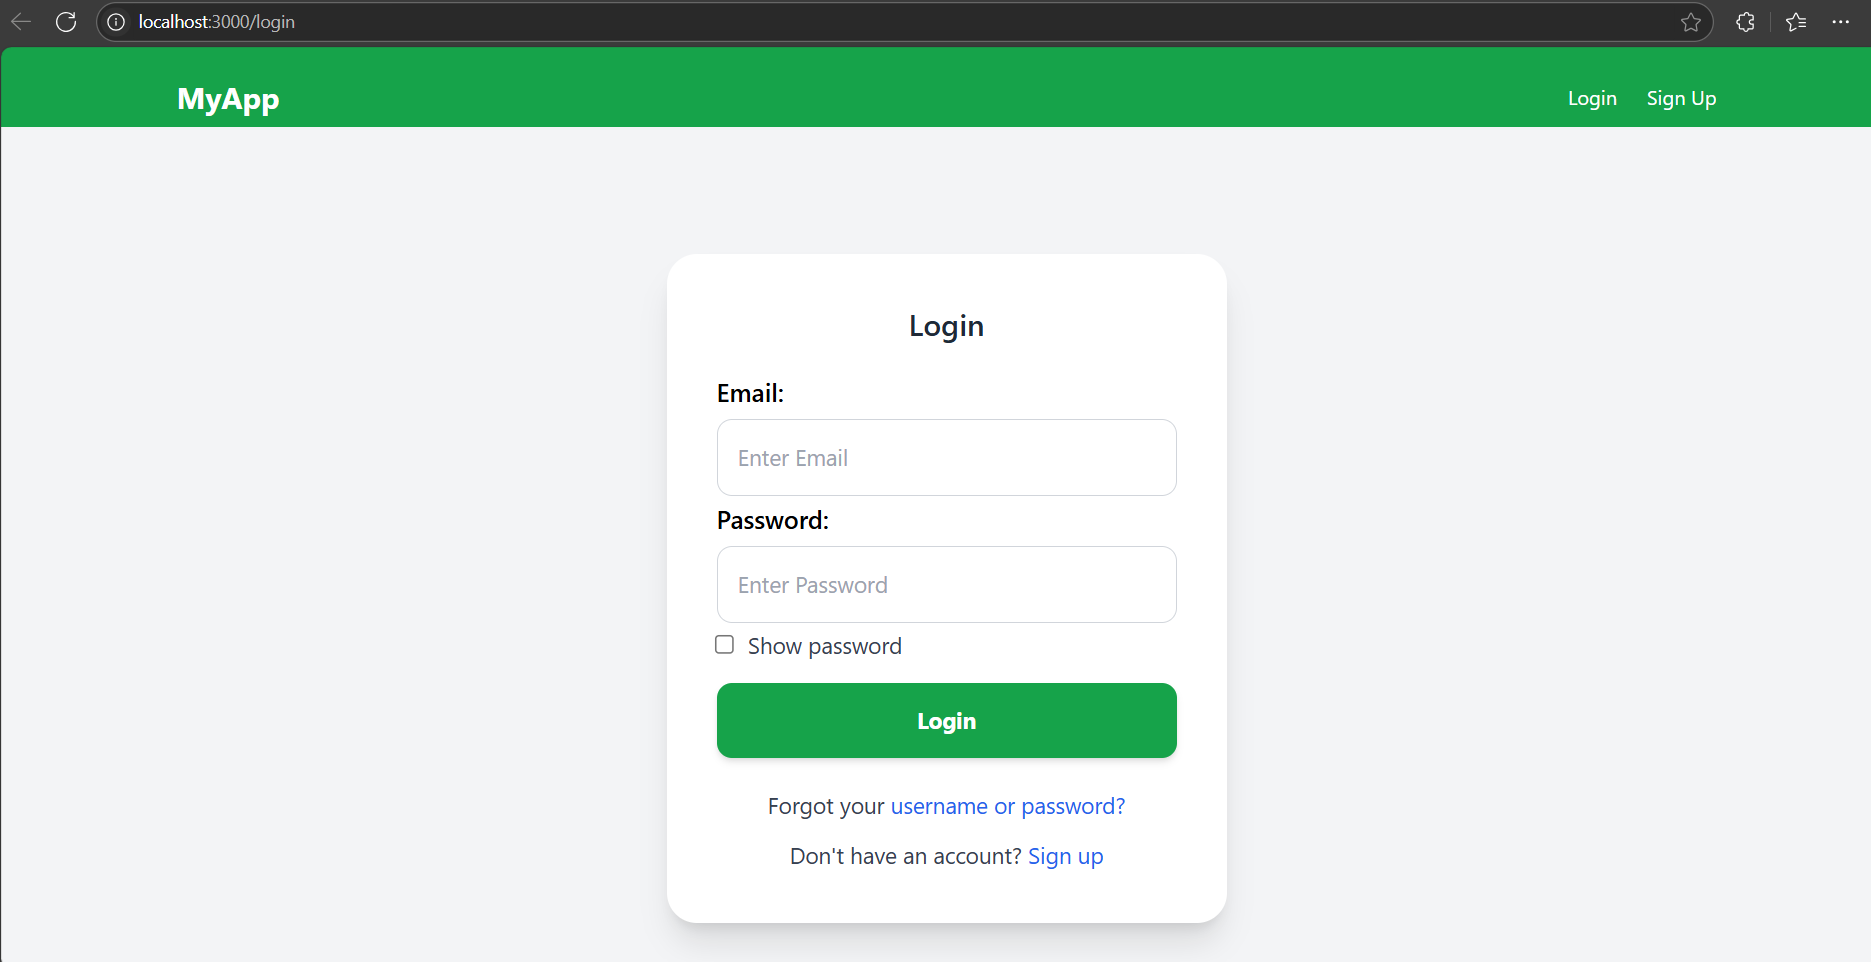 localhost:3000/login
MyApp
Login Sign Up
Login
Email:
Enter Email
Password:
Enter Password
Show password
Login
Forgot your username or password?
Don't have an account? Sign up